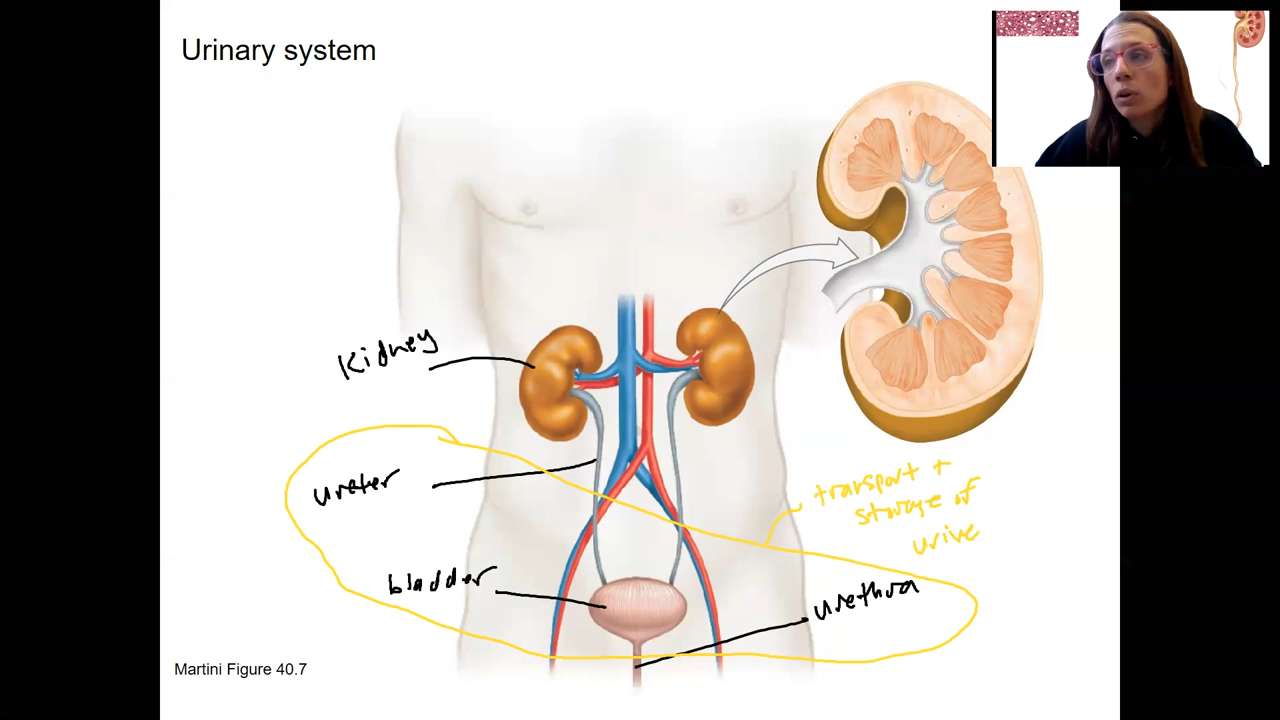 Urinary system
Kidney
ureter
transport +
storage of
urine
bladder
urethra
Martini Figure 40.7